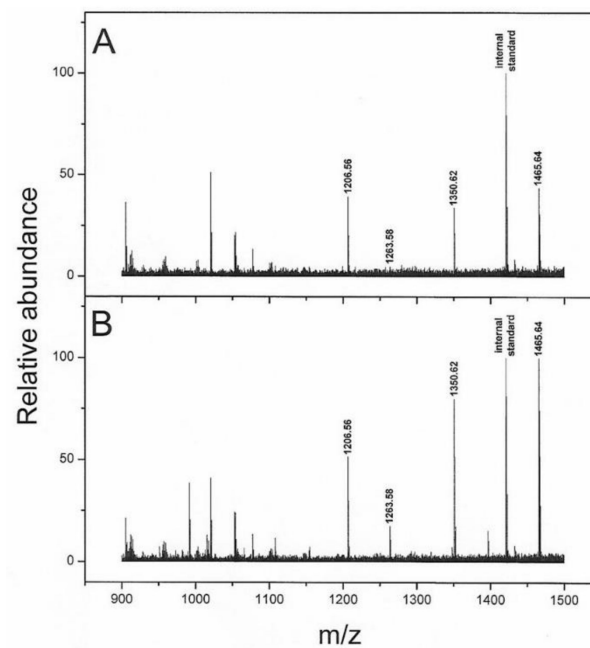 A
100
50
0
1206.56
1263.58
1350.62
internal
standard
1465.64
Relative abundance
B
100
50
0
1206.56
1263.58
1350.62
internal
standard
1465.64
900
1000
1100
1200
1300
1400
1500
m/z